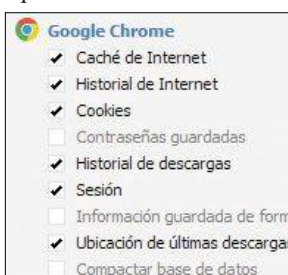 Google Chrome
Caché de Internet
Historial de Internet
Cookies
Contraseñas guardadas
Historial de descargas
Sesión
Información guardada de form
Ubicación de últimas descargas
Compactar base de datos